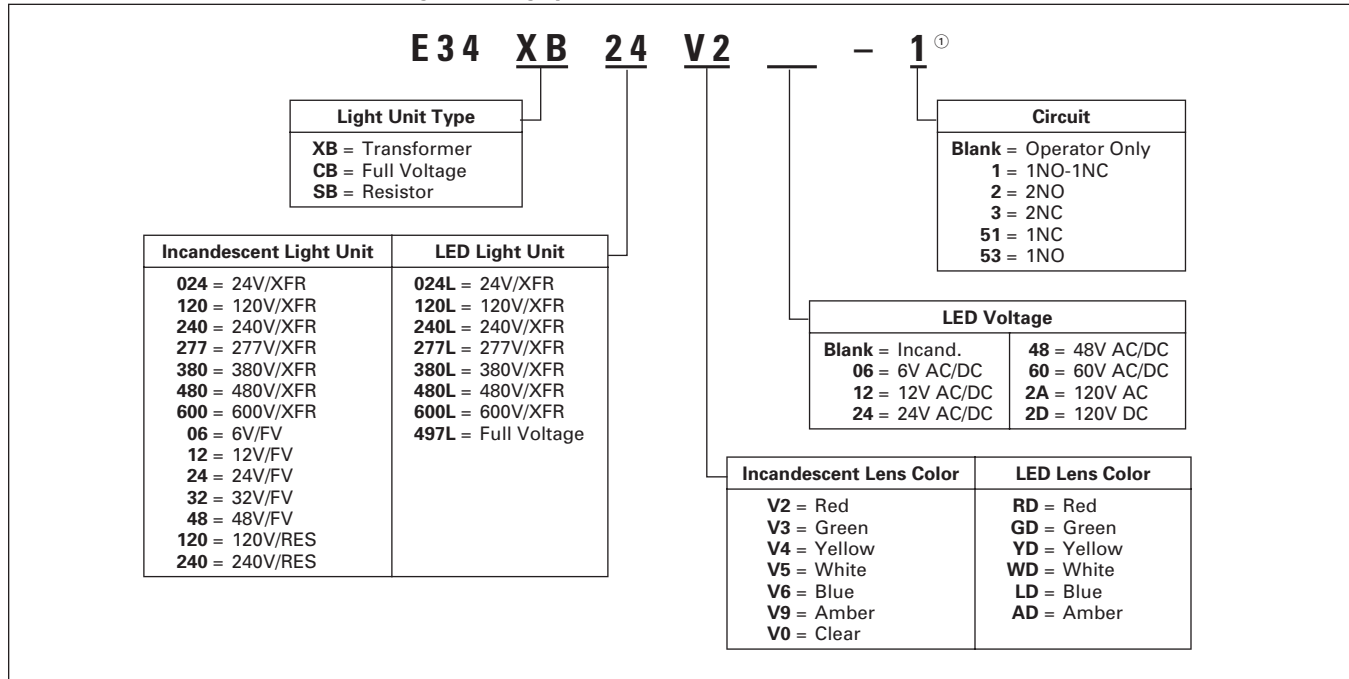 E34 XB 24 V2 ___ – 1 ①
Light Unit Type
XB = Transformer
CB = Full Voltage
SB = Resistor
Circuit
Blank = Operator Only
1 = 1NO-1NC
2 = 2NO
3 = 2NC
51 = 1NC
53 = 1NO
Incandescent Light Unit
024 = 24V/XFR
120 = 120V/XFR
240 = 240V/XFR
277 = 277V/XFR
380 = 380V/XFR
480 = 480V/XFR
600 = 600V/XFR
06 = 6V/FV
12 = 12V/FV
24 = 24V/FV
32 = 32V/FV
48 = 48V/FV
120 = 120V/RES
240 = 240V/RES
LED Light Unit
024L = 24V/XFR
120L = 120V/XFR
240L = 240V/XFR
277L = 277V/XFR
380L = 380V/XFR
480L = 480V/XFR
600L = 600V/XFR
497L = Full Voltage
LED Voltage
Blank = Incand.
06 = 6V AC/DC
12 = 12V AC/DC
24 = 24V AC/DC
48 = 48V AC/DC
60 = 60V AC/DC
2A = 120V AC
2D = 120V DC
Incandescent Lens Color
V2 = Red
V3 = Green
V4 = Yellow
V5 = White
V6 = Blue
V9 = Amber
V0 = Clear
LED Lens Color
RD = Red
GD = Green
YD = Yellow
WD = White
LD = Blue
AD = Amber